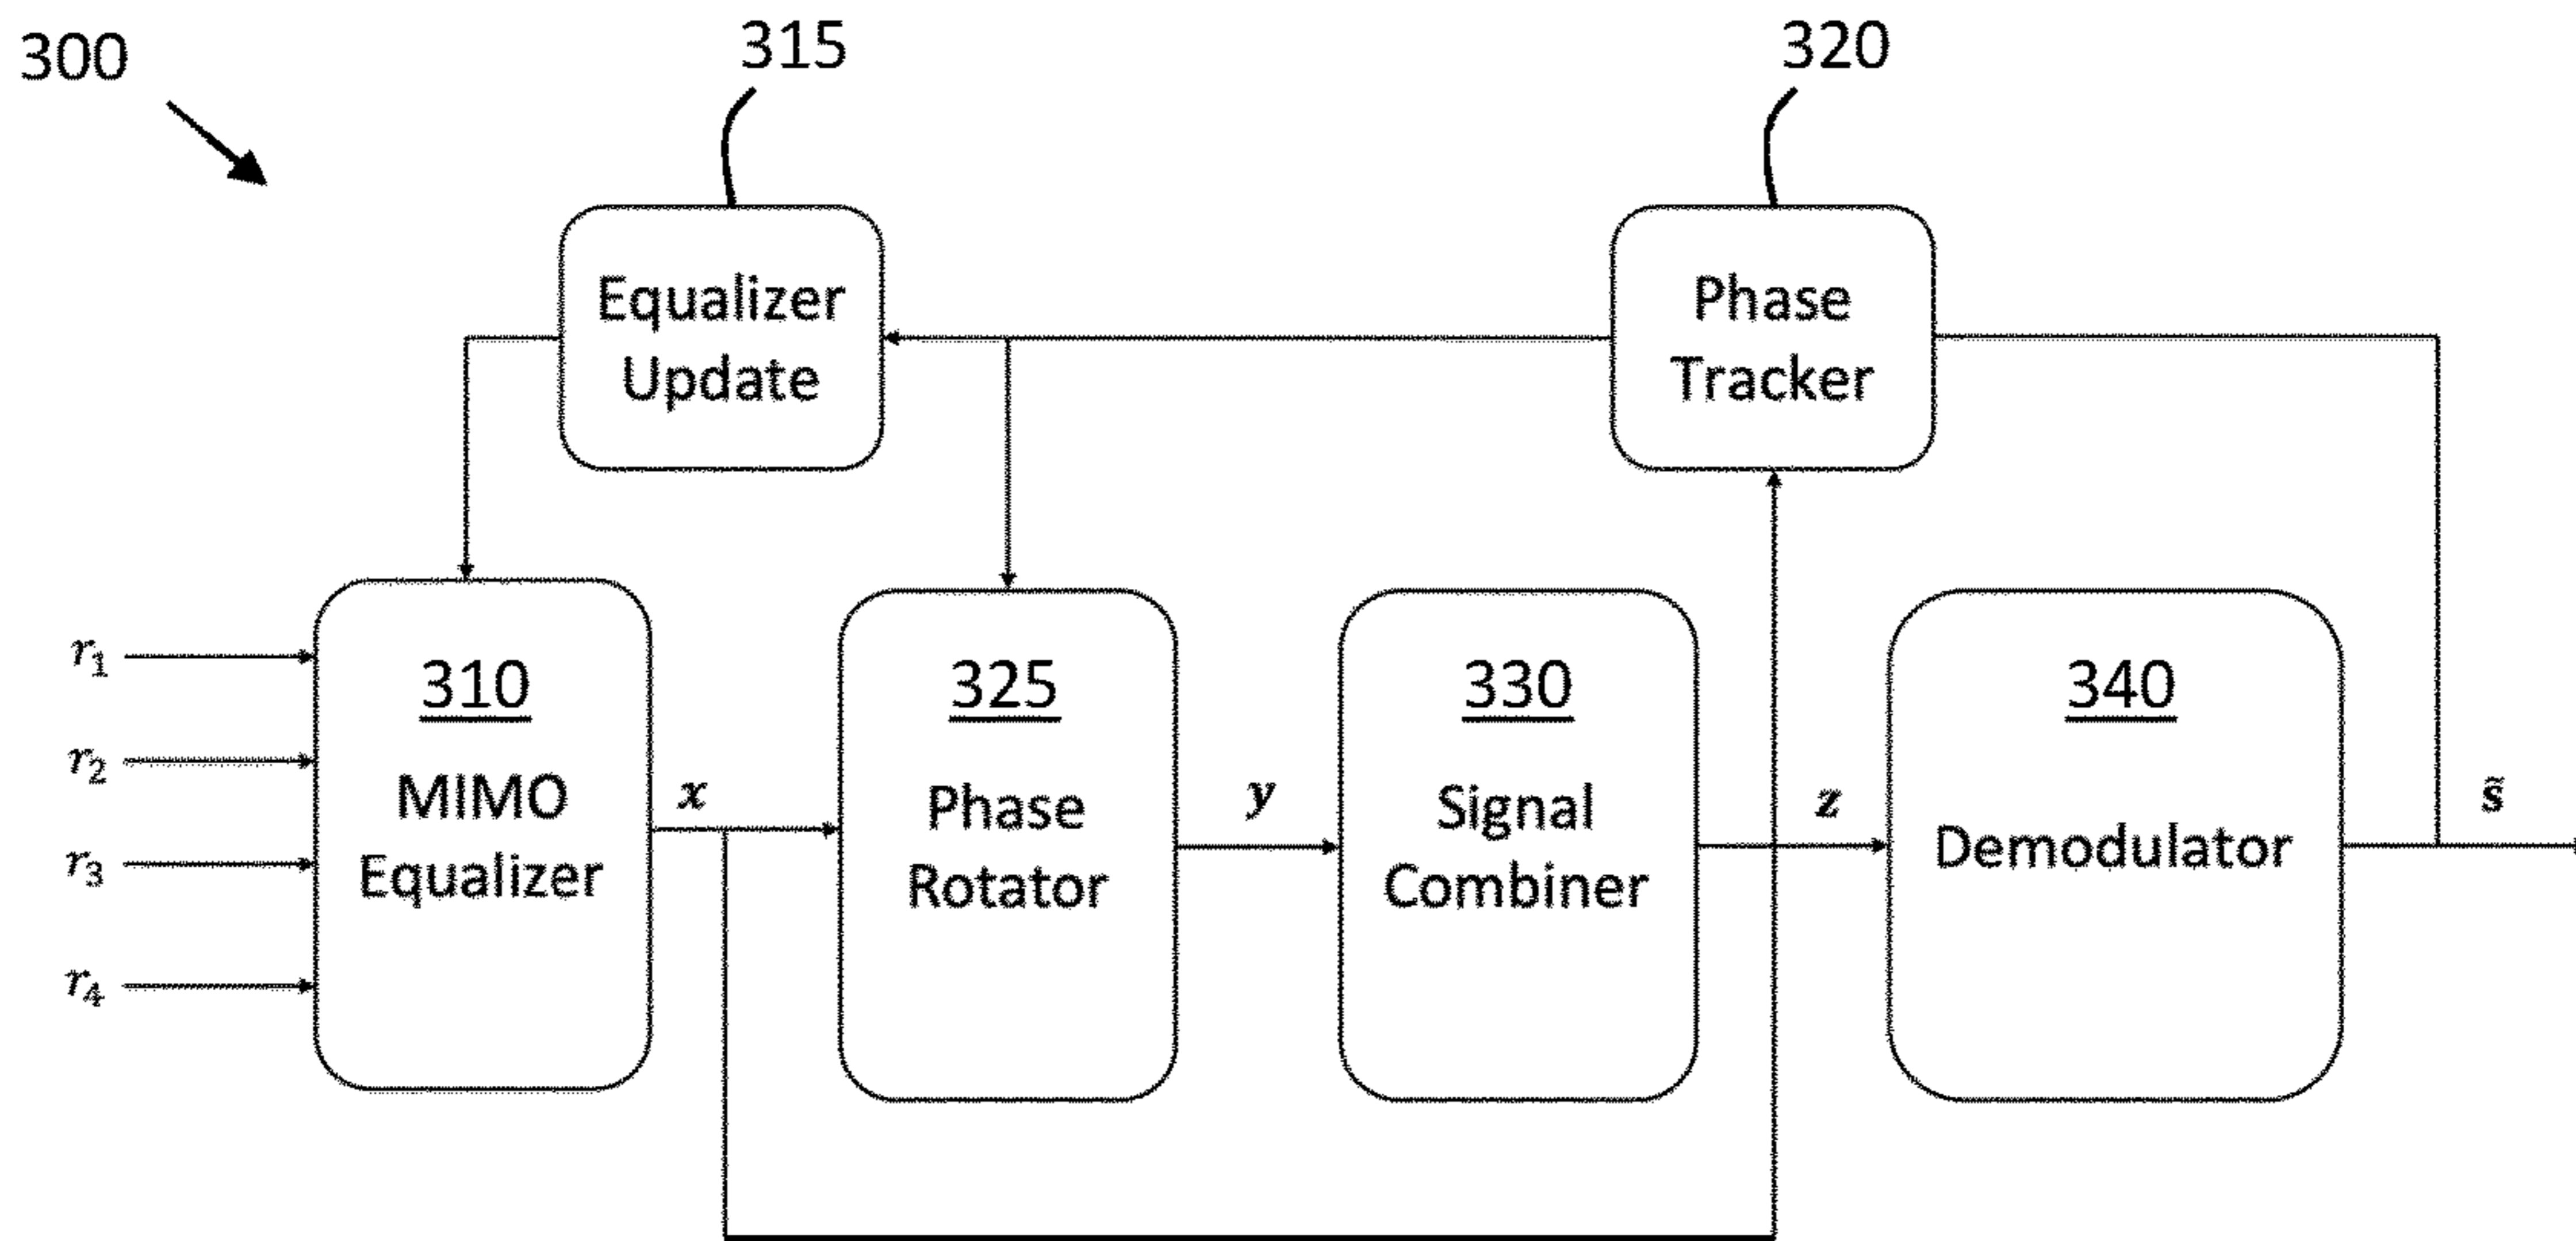 300
315
320
Equalizer
Update
Phase
Tracker
r₁
r₂
r₃
r₄
310
MIMO
Equalizer
x
325
Phase
Rotator
y
330
Signal
Combiner
z
340
Demodulator
s̃